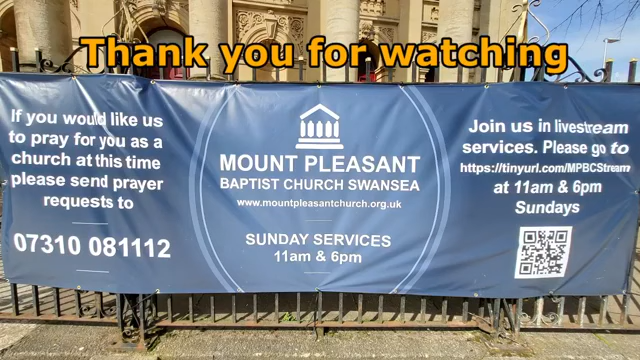 Thank you for watching
If you would like us
to pray for you as a
church at this time
please send prayer
requests to
07310 081112
MOUNT PLEASANT
BAPTIST CHURCH SWANSEA
www.mountpleasantchurch.org.uk
SUNDAY SERVICES
11am & 6pm
Join us in livestream
services. Please go to
https://tinyurl.com/MPBCStream
at 11am & 6pm
Sundays